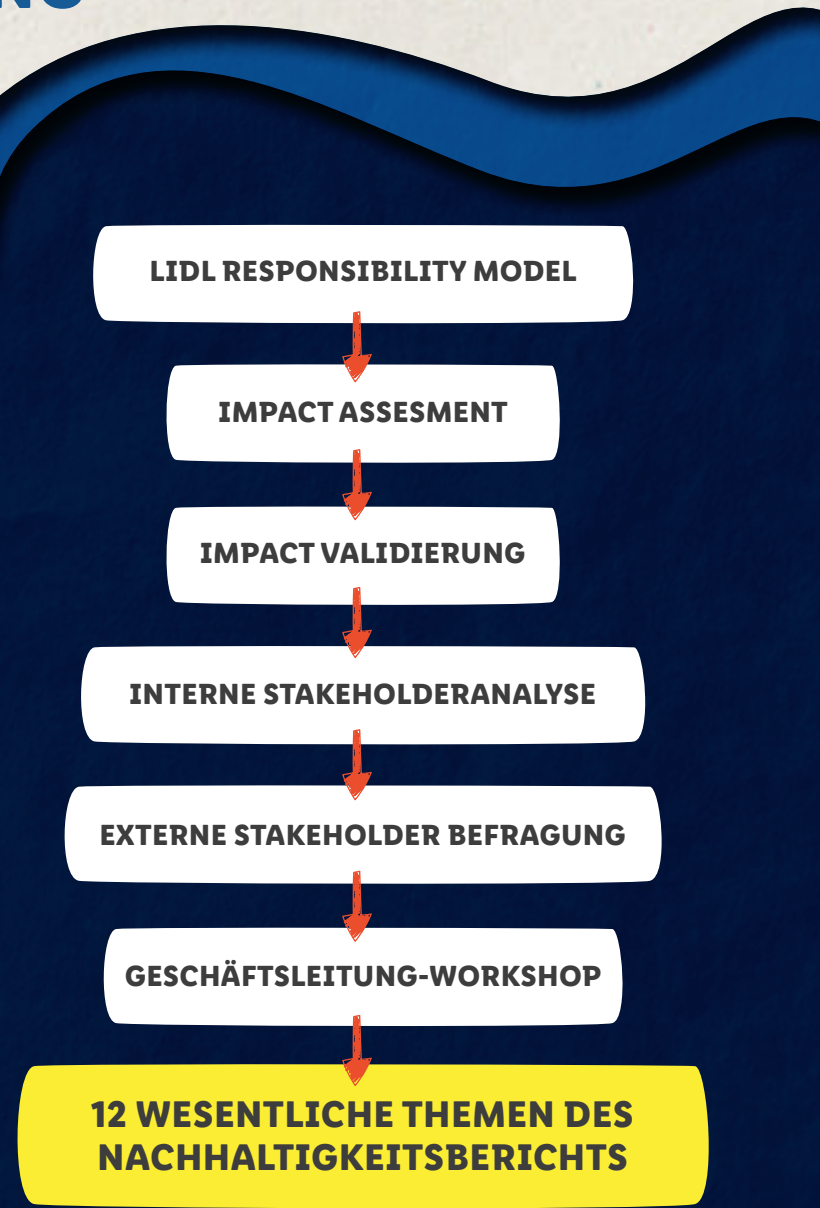 LIDL RESPONSIBILITY MODEL
IMPACT ASSESMENT
IMPACT VALIDIERUNG
INTERNE STAKEHOLDERANALYSE
EXTERNE STAKEHOLDER BEFRAGUNG
GESCHÄFTSLEITUNG-WORKSHOP
12 WESENTLICHE THEMEN DES
NACHHALTIGKEITSBERICHTS